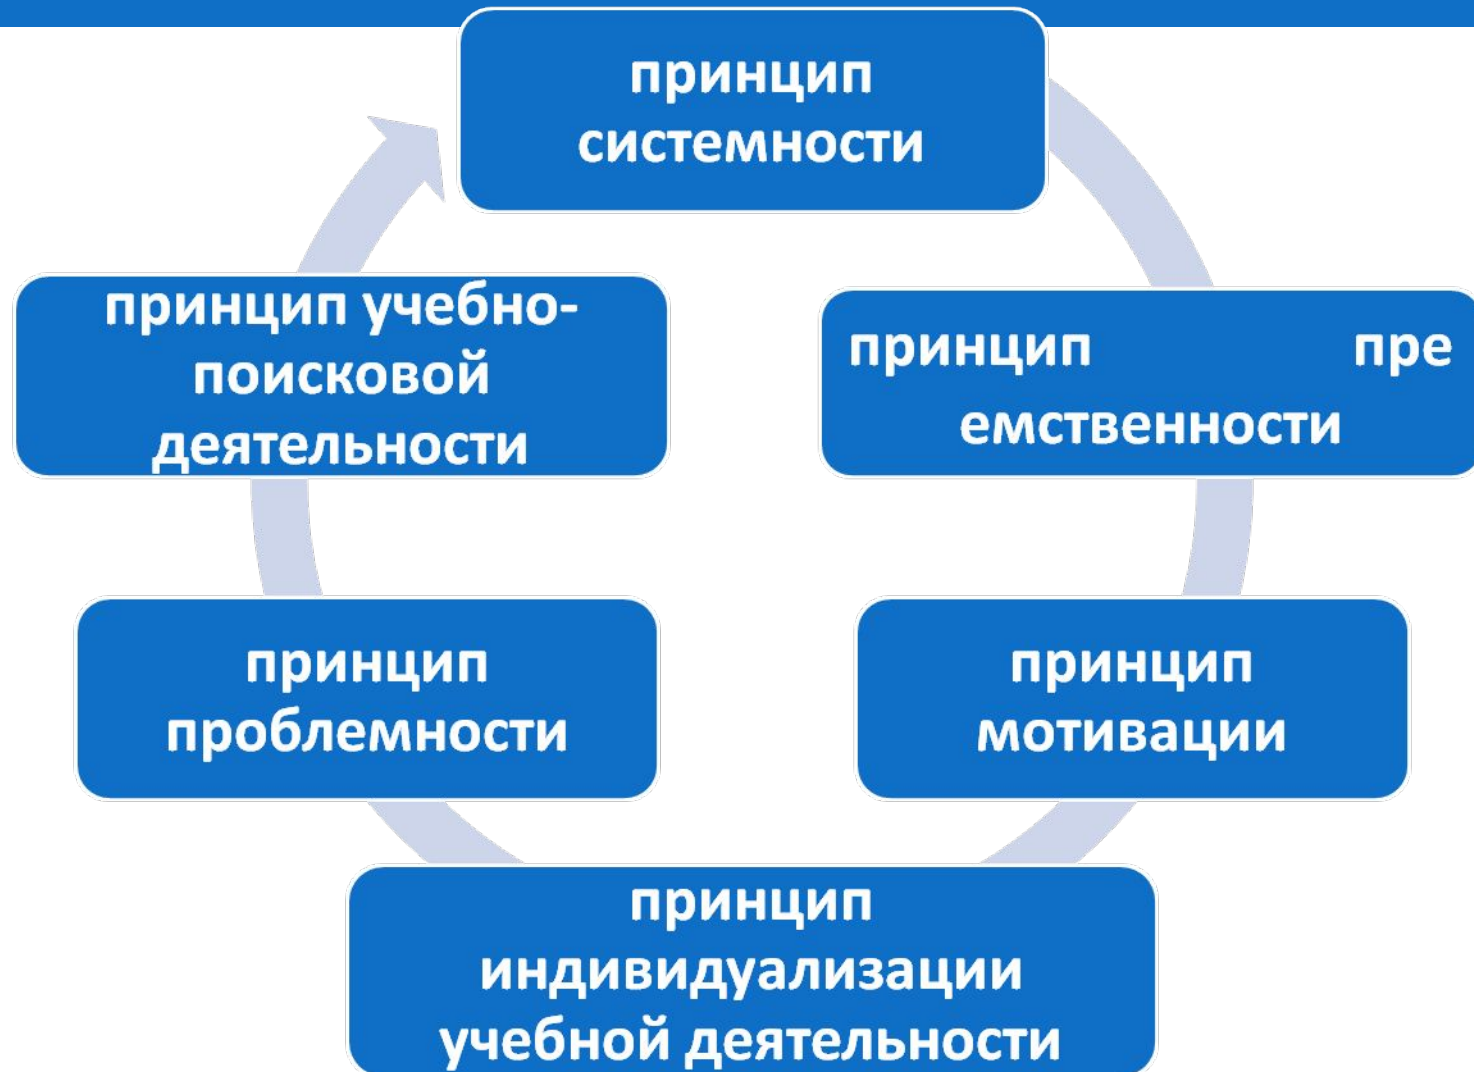 принцип
системности
принцип учебно-
поисковой
деятельности
принцип пре
емственности
принцип
проблемности
принцип
мотивации
принцип
индивидуализации
учебной деятельности